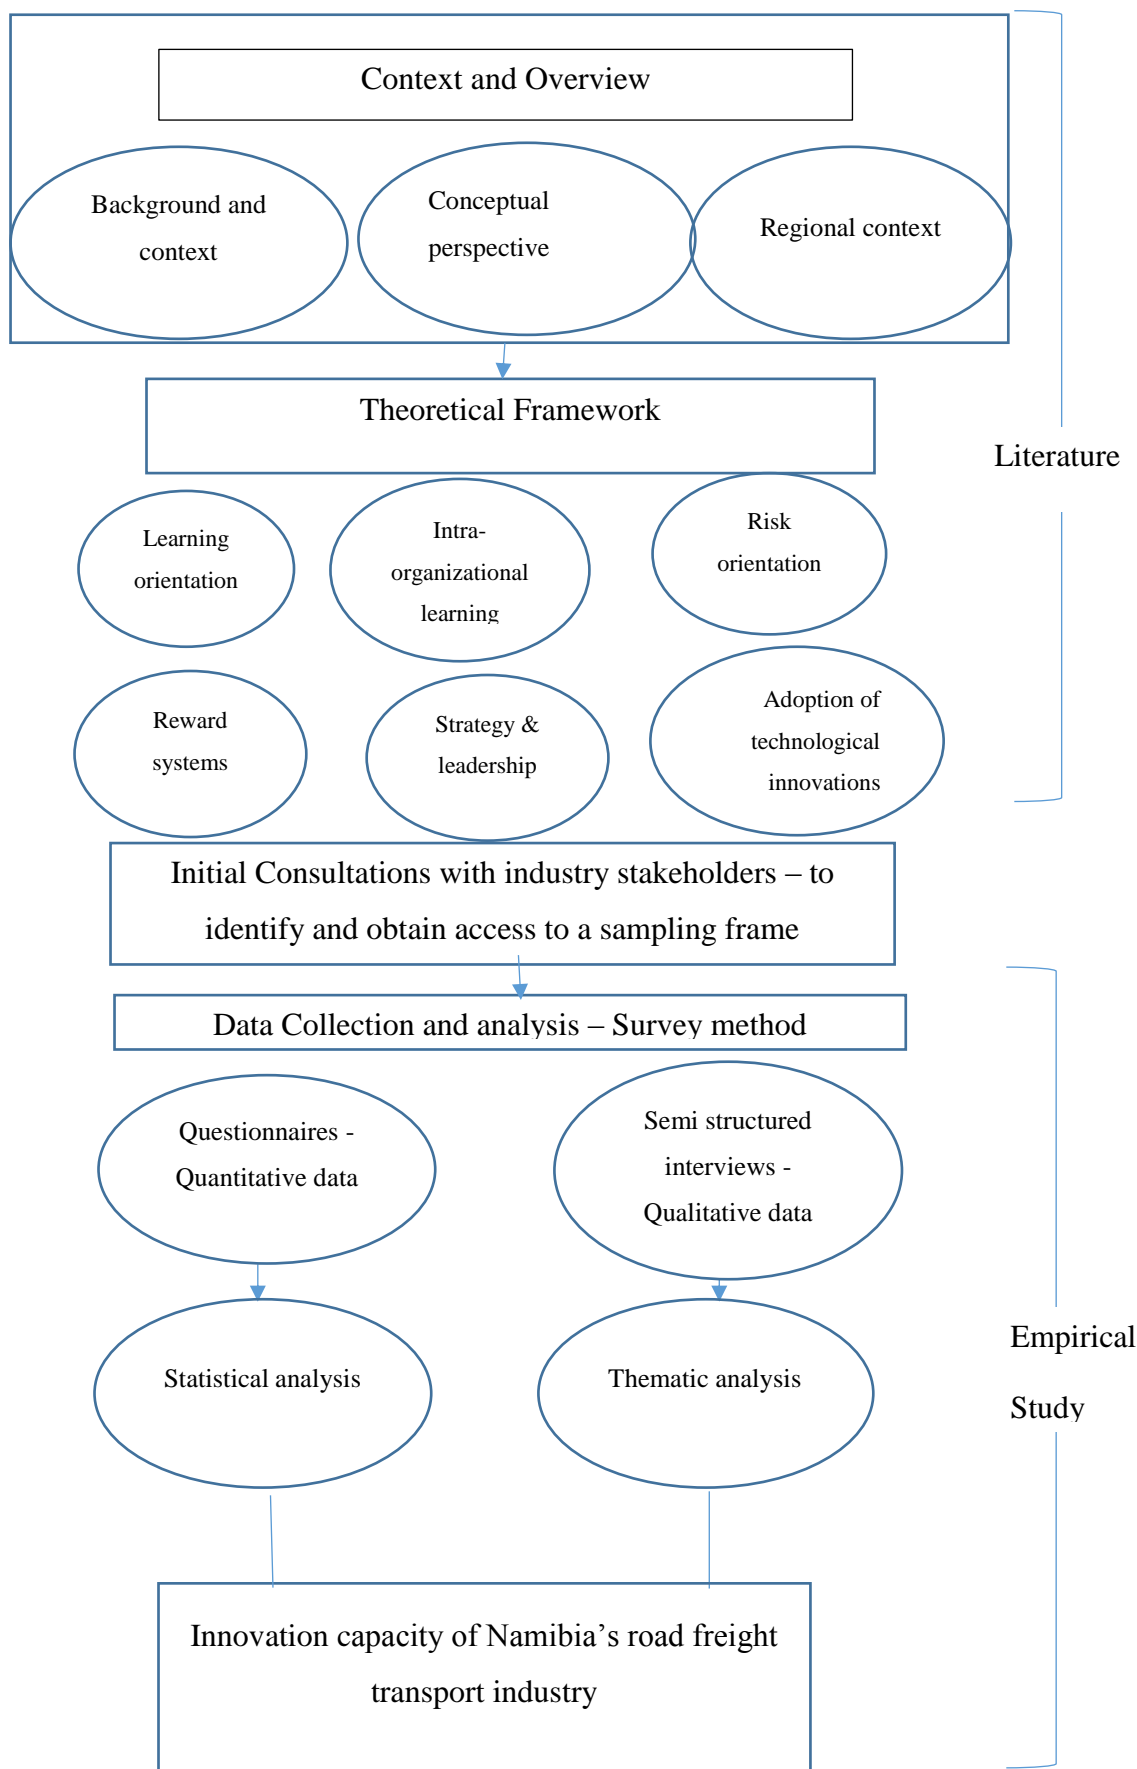 Context and Overview
Background and
context
Conceptual
perspective
Regional context
Theoretical Framework
Literature
Learning
orientation
Intra-
organizational
learning
Risk
orientation
Reward
systems
Strategy &
leadership
Adoption of
technological
innovations
Initial Consultations with industry stakeholders – to
identify and obtain access to a sampling frame
Data Collection and analysis – Survey method
Questionnaires -
Quantitative data
Semi structured
interviews -
Qualitative data
Statistical analysis
Thematic analysis
Empirical
Study
Innovation capacity of Namibia’s road freight
transport industry